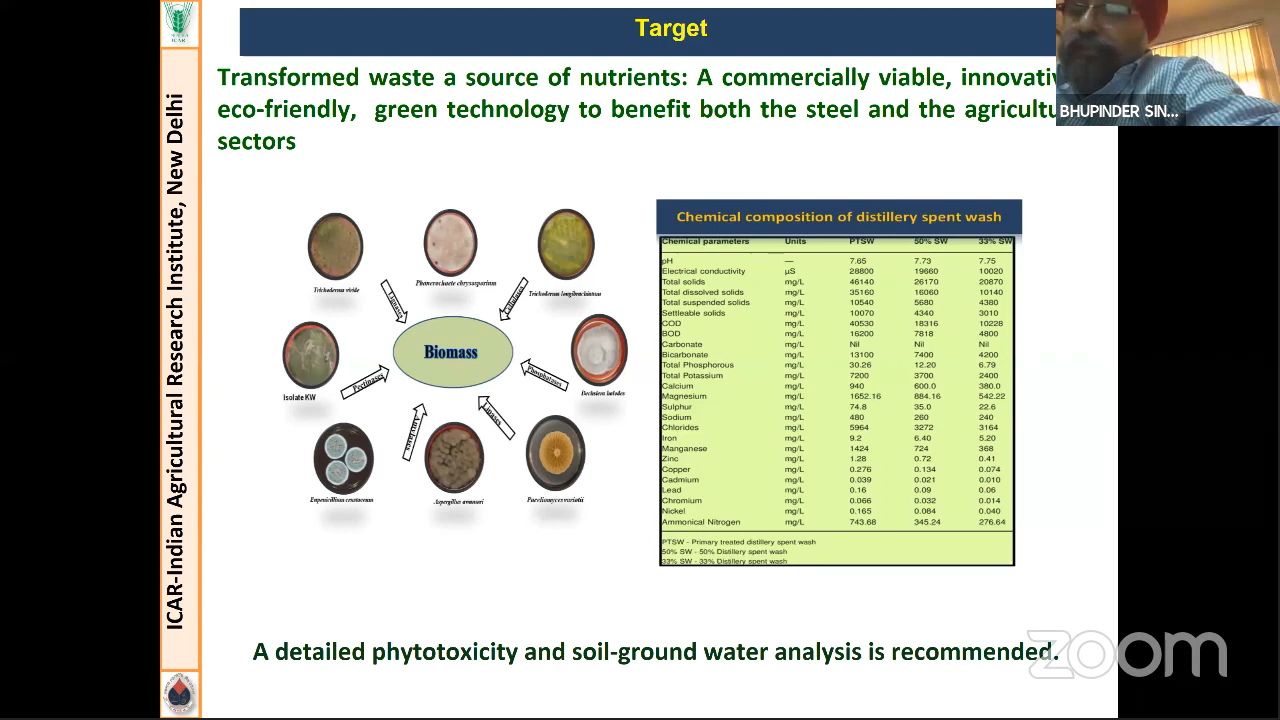 Target
Transformed waste a source of nutrients: A commercially viable, innovativ
eco-friendly, green technology to benefit both the steel and the agricultu
sectors
BHUPINDER SIN...
ICAR-Indian Agricultural Research Institute, New Delhi
ICAR
Trichoderma viride
Phanerochaete chrysosporium
Trichoderma longibrachiatum
Cellulases
Biomass
Isolate KW
Pectinases
Phosphatases
Lipases
Aspergillus awamori
Paecilomyces variotii
Chemical composition of distillery spent wash
Chemical parameters Units PTSW 50% SW 33% SW
pH — 7.65 7.73 7.75
Electrical conductivity µS 28800 19660 10020
Total solids mg/L 46140 26170 20870
Total dissolved solids mg/L 35160 16060 10140
Total suspended solids mg/L 10540 5680 4380
Settleable solids mg/L 10070 4340 3010
COD mg/L 40530 18316 10228
BOD mg/L 16200 7818 4800
Carbonate mg/L Nil Nil Nil
Bicarbonate mg/L 13100 7400 4200
Total Phosphorous mg/L 30.26 12.20 6.79
Total Potassium mg/L 7200 3700 2400
Calcium mg/L 940 600.0 380.0
Magnesium mg/L 1652.16 884.16 542.22
Sulphur mg/L 74.8 35.0 22.6
Sodium mg/L 480 260 240
Chlorides mg/L 5964 3272 3164
Iron mg/L 9.2 6.40 5.20
Manganese mg/L 1424 724 368
Zinc mg/L 1.28 0.72 0.41
Copper mg/L 0.276 0.134 0.074
Cadmium mg/L 0.039 0.021 0.010
Lead mg/L 0.16 0.09 0.06
Chromium mg/L 0.066 0.032 0.014
Nickel mg/L 0.165 0.084 0.040
Ammonical Nitrogen mg/L 743.68 345.24 276.64
PTSW - Primary treated distillery spent wash
50% SW - 50% Distillery spent wash
33% SW - 33% Distillery spent wash
A detailed phytotoxicity and soil-ground water analysis is recommended.
zoom